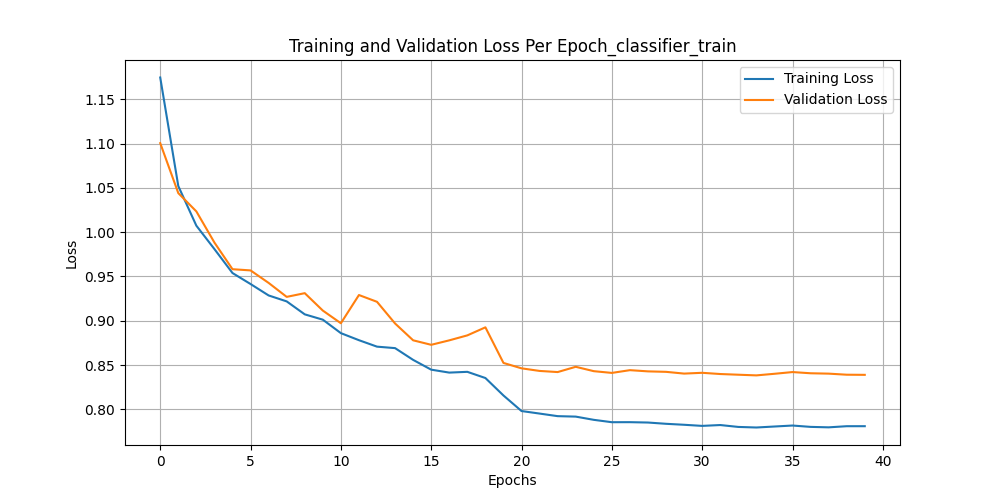 Training and Validation Loss Per Epoch_classifier_train
Training Loss
Validation Loss
1.15
1.10
1.05
1.00
0.95
0.90
0.85
0.80
Loss
0 5 10 15 20 25 30 35 40
Epochs